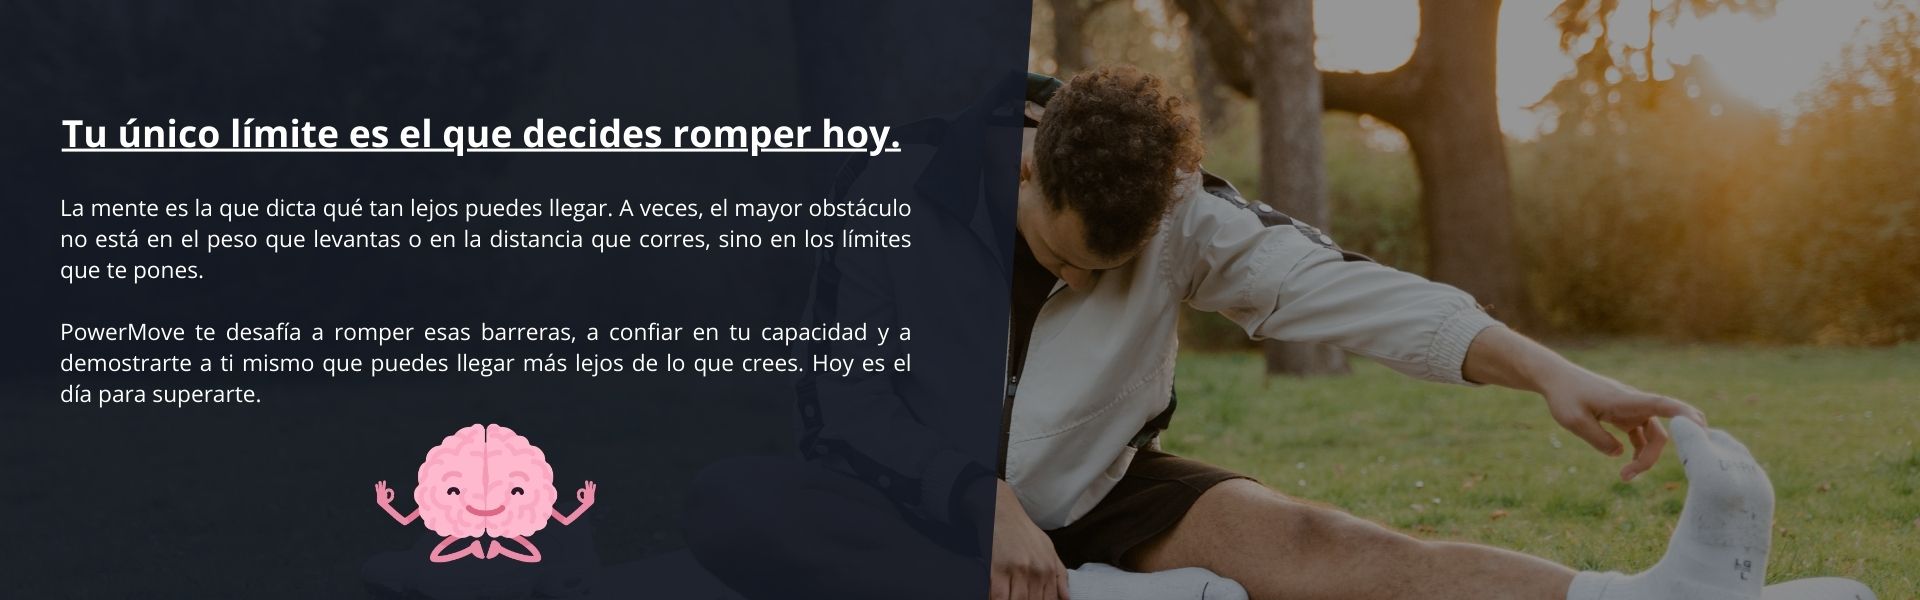 Tu único límite es el que decides romper hoy.
La mente es la que dicta qué tan lejos puedes llegar. A veces, el mayor obstáculo
no está en el peso que levantas o en la distancia que corres, sino en los límites
que te pones.
PowerMove te desafía a romper esas barreras, a confiar en tu capacidad y a
demostrarte a ti mismo que puedes llegar más lejos de lo que crees. Hoy es el
día para superarte.